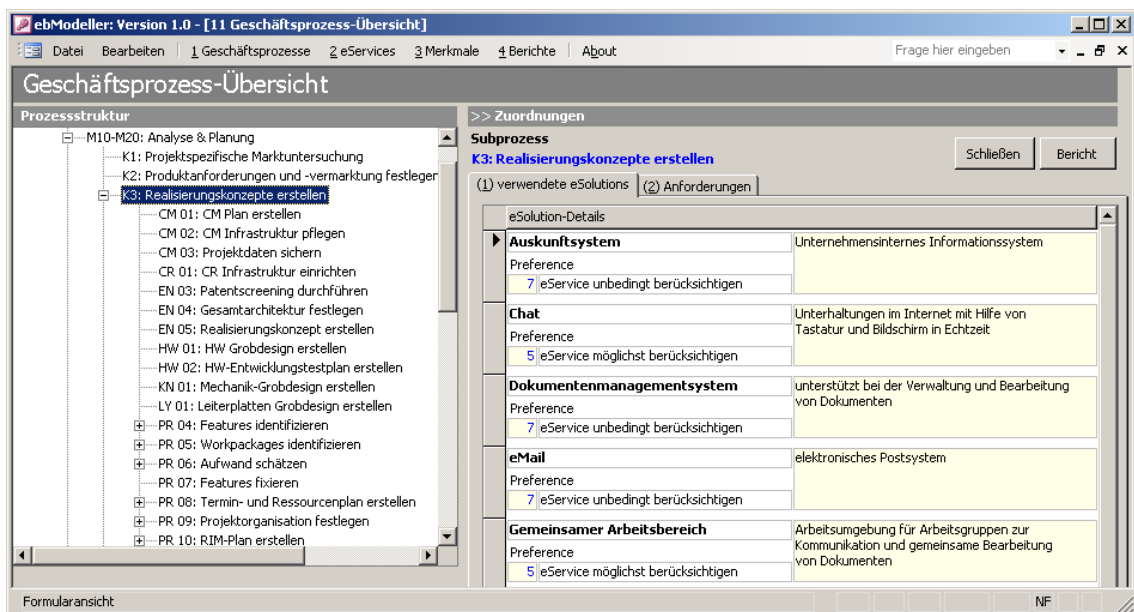 ebModeller: Version 1.0 - [11 Geschäftsprozess-Übersicht]
Datei Bearbeiten 1 Geschäftsprozesse 2 eServices 3 Merkmale 4 Berichte About Frage hier eingeben
Geschäftsprozess-Übersicht
Prozessstruktur
M10-M20: Analyse & Planung
K1: Projektspezifische Marktuntersuchung
K2: Produktanforderungen und -vermarktung festleger
K3: Realisierungskonzepte erstellen
CM 01: CM Plan erstellen
CM 02: CM Infrastruktur pflegen
CM 03: Projektdaten sichern
CR 01: CR Infrastruktur einrichten
EN 03: Patentscreening durchführen
EN 04: Gesamtarchitektur festlegen
EN 05: Realisierungskonzept erstellen
HW 01: HW Grobdesign erstellen
HW 02: HW-Entwicklungstestplan erstellen
KN 01: Mechanik-Grobdesign erstellen
LY 01: Leiterplatten Grobdesign erstellen
PR 04: Features identifizieren
PR 05: Workpackages identifizieren
PR 06: Aufwand schätzen
PR 07: Features fixieren
PR 08: Termin- und Ressourcenplan erstellen
PR 09: Projektorganisation festlegen
PR 10: RIM-Plan erstellen
>> Zuordnungen
Subprozess
K3: Realisierungskonzepte erstellen
Schließen Bericht
(1) verwendete eSolutions (2) Anforderungen
eSolution-Details
Auskunftsystem
Preference
7 eService unbedingt berücksichtigen
Unternehmensinternes Informationssystem
Chat
Preference
5 eService möglichst berücksichtigen
Unterhaltungen im Internet mit Hilfe von
Tastatur und Bildschirm in Echtzeit
Dokumentenmanagementsystem
Preference
7 eService unbedingt berücksichtigen
unterstützt bei der Verwaltung und Bearbeitung
von Dokumenten
eMail
Preference
7 eService unbedingt berücksichtigen
elektronisches Postsystem
Gemeinsamer Arbeitsbereich
Preference
5 eService möglichst berücksichtigen
Arbeitsumgebung für Arbeitsgruppen zur
Kommunikation und gemeinsame Bearbeitung
von Dokumenten
Formularansicht NF